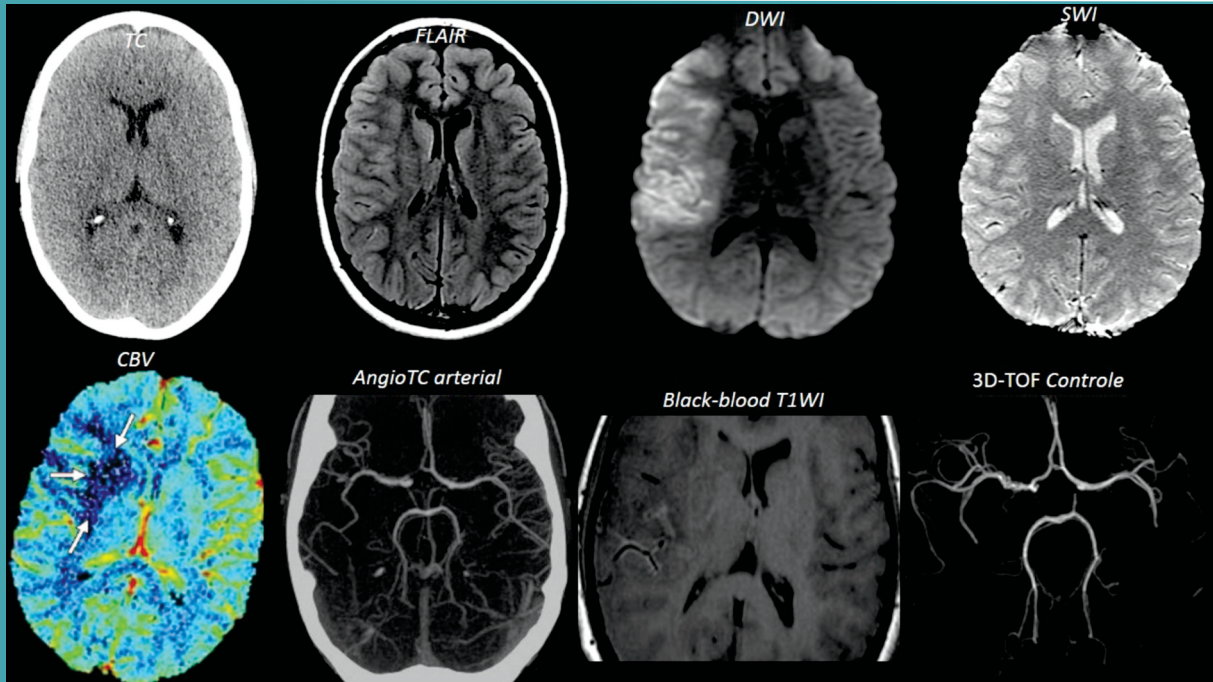 TC
FLAIR
DWI
SWI
CBV
AngioTC arterial
Black-blood T1WI
3D-TOF Controle